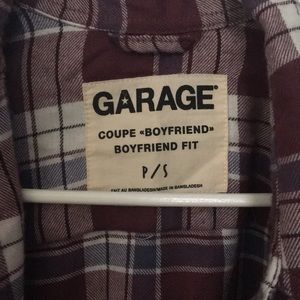 GARAGE
COUPE «BOYFRIEND»
BOYFRIEND FIT
P/S
FAIT AU BANGLADESH/MADE IN BANGLADESH